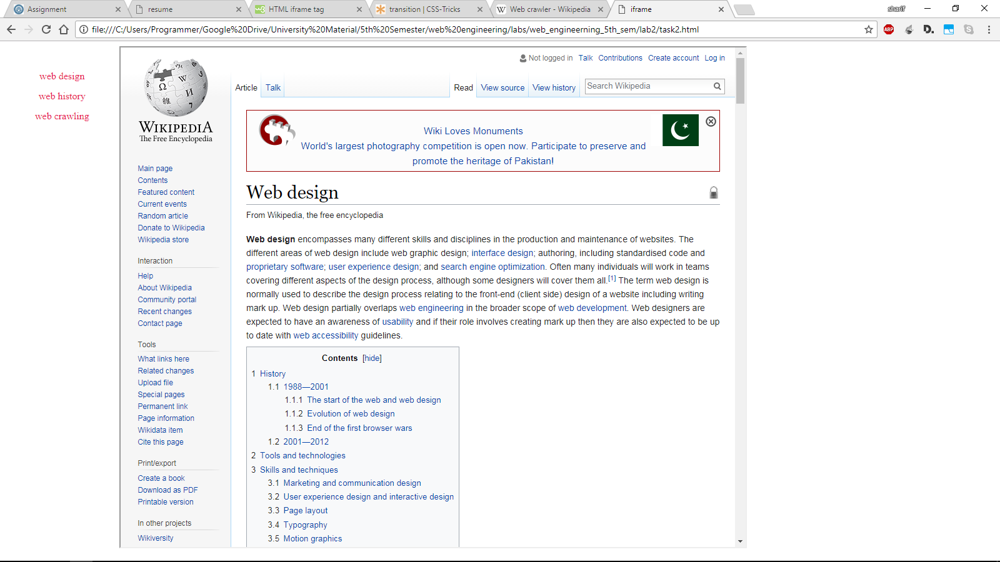 Assignment
resume
HTML iframe tag
transition | CSS-Tricks
Web crawler - Wikipedia
iframe
sharif
file:///C:/Users/Programmer/Google%20Drive/University%20Material/5th%20Semester/web%20engineering/labs/web_engineerning_5th_sem/lab2/task2.html
ABP
D.
web design
web history
web crawling
WIKIPEDIA
The Free Encyclopedia
Not logged in Talk Contributions Create account Log in
Article Talk Read View source View history Search Wikipedia
Main page
Contents
Featured content
Current events
Random article
Donate to Wikipedia
Wikipedia store
Interaction
Help
About Wikipedia
Community portal
Recent changes
Contact page
Tools
What links here
Related changes
Upload file
Special pages
Permanent link
Page information
Wikidata item
Cite this page
Print/export
Create a book
Download as PDF
Printable version
In other projects
Wikiversity
Wiki Loves Monuments
World's largest photography competition is open now. Participate to preserve and
promote the heritage of Pakistan!
Web design
From Wikipedia, the free encyclopedia
Web design encompasses many different skills and disciplines in the production and maintenance of websites. The
different areas of web design include web graphic design; interface design; authoring, including standardised code and
proprietary software; user experience design; and search engine optimization. Often many individuals will work in teams
covering different aspects of the design process, although some designers will cover them all.[1] The term web design is
normally used to describe the design process relating to the front-end (client side) design of a website including writing
mark up. Web design partially overlaps web engineering in the broader scope of web development. Web designers are
expected to have an awareness of usability and if their role involves creating mark up then they are also expected to be up
to date with web accessibility guidelines.
Contents [hide]
1 History
1.1 1988—2001
1.1.1 The start of the web and web design
1.1.2 Evolution of web design
1.1.3 End of the first browser wars
1.2 2001—2012
2 Tools and technologies
3 Skills and techniques
3.1 Marketing and communication design
3.2 User experience design and interactive design
3.3 Page layout
3.4 Typography
3.5 Motion graphics